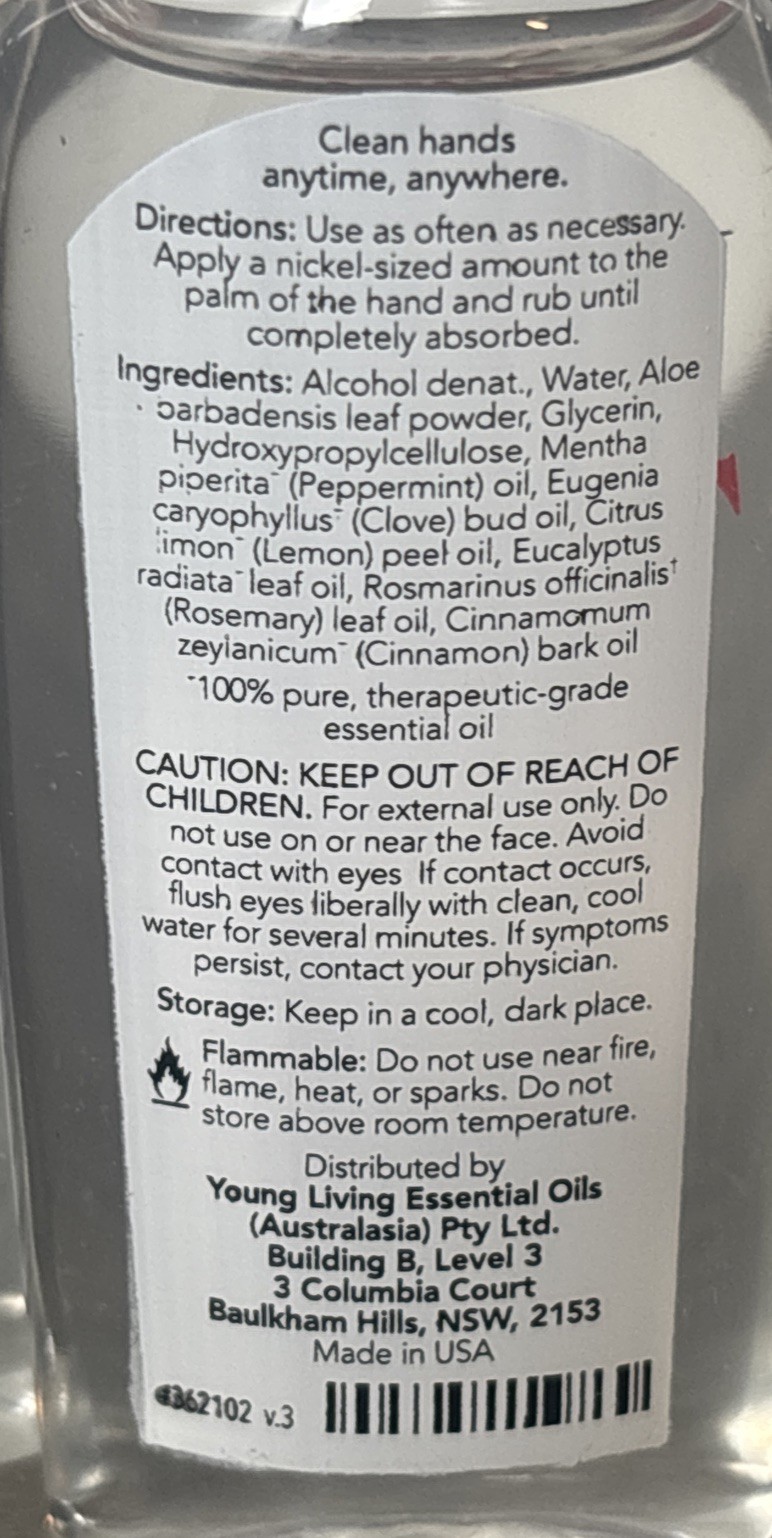 Clean hands
anytime, anywhere.
Directions: Use as often as necessary.
Apply a nickel-sized amount to the
palm of the hand and rub until
completely absorbed.
Ingredients: Alcohol denat., Water, Aloe
barbadensis leaf powder, Glycerin,
Hydroxypropylcellulose, Mentha
piperita† (Peppermint) oil, Eugenia
caryophyllus† (Clove) bud oil, Citrus
limon† (Lemon) peel oil, Eucalyptus
radiata† leaf oil, Rosmarinus officinalis†
(Rosemary) leaf oil, Cinnamomum
zeylanicum† (Cinnamon) bark oil
†100% pure, therapeutic-grade
essential oil
CAUTION: KEEP OUT OF REACH OF
CHILDREN. For external use only. Do
not use on or near the face. Avoid
contact with eyes If contact occurs,
flush eyes liberally with clean, cool
water for several minutes. If symptoms
persist, contact your physician.
Storage: Keep in a cool, dark place.
Flammable: Do not use near fire,
flame, heat, or sparks. Do not
store above room temperature.
Distributed by
Young Living Essential Oils
(Australasia) Pty Ltd.
Building B, Level 3
3 Columbia Court
Baulkham Hills, NSW, 2153
Made in USA
v.3